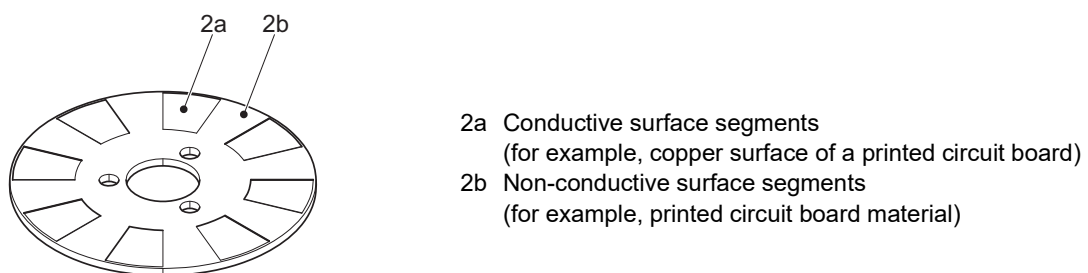 2a 2b
2a Conductive surface segments
(for example, copper surface of a printed circuit board)
2b Non-conductive surface segments
(for example, printed circuit board material)